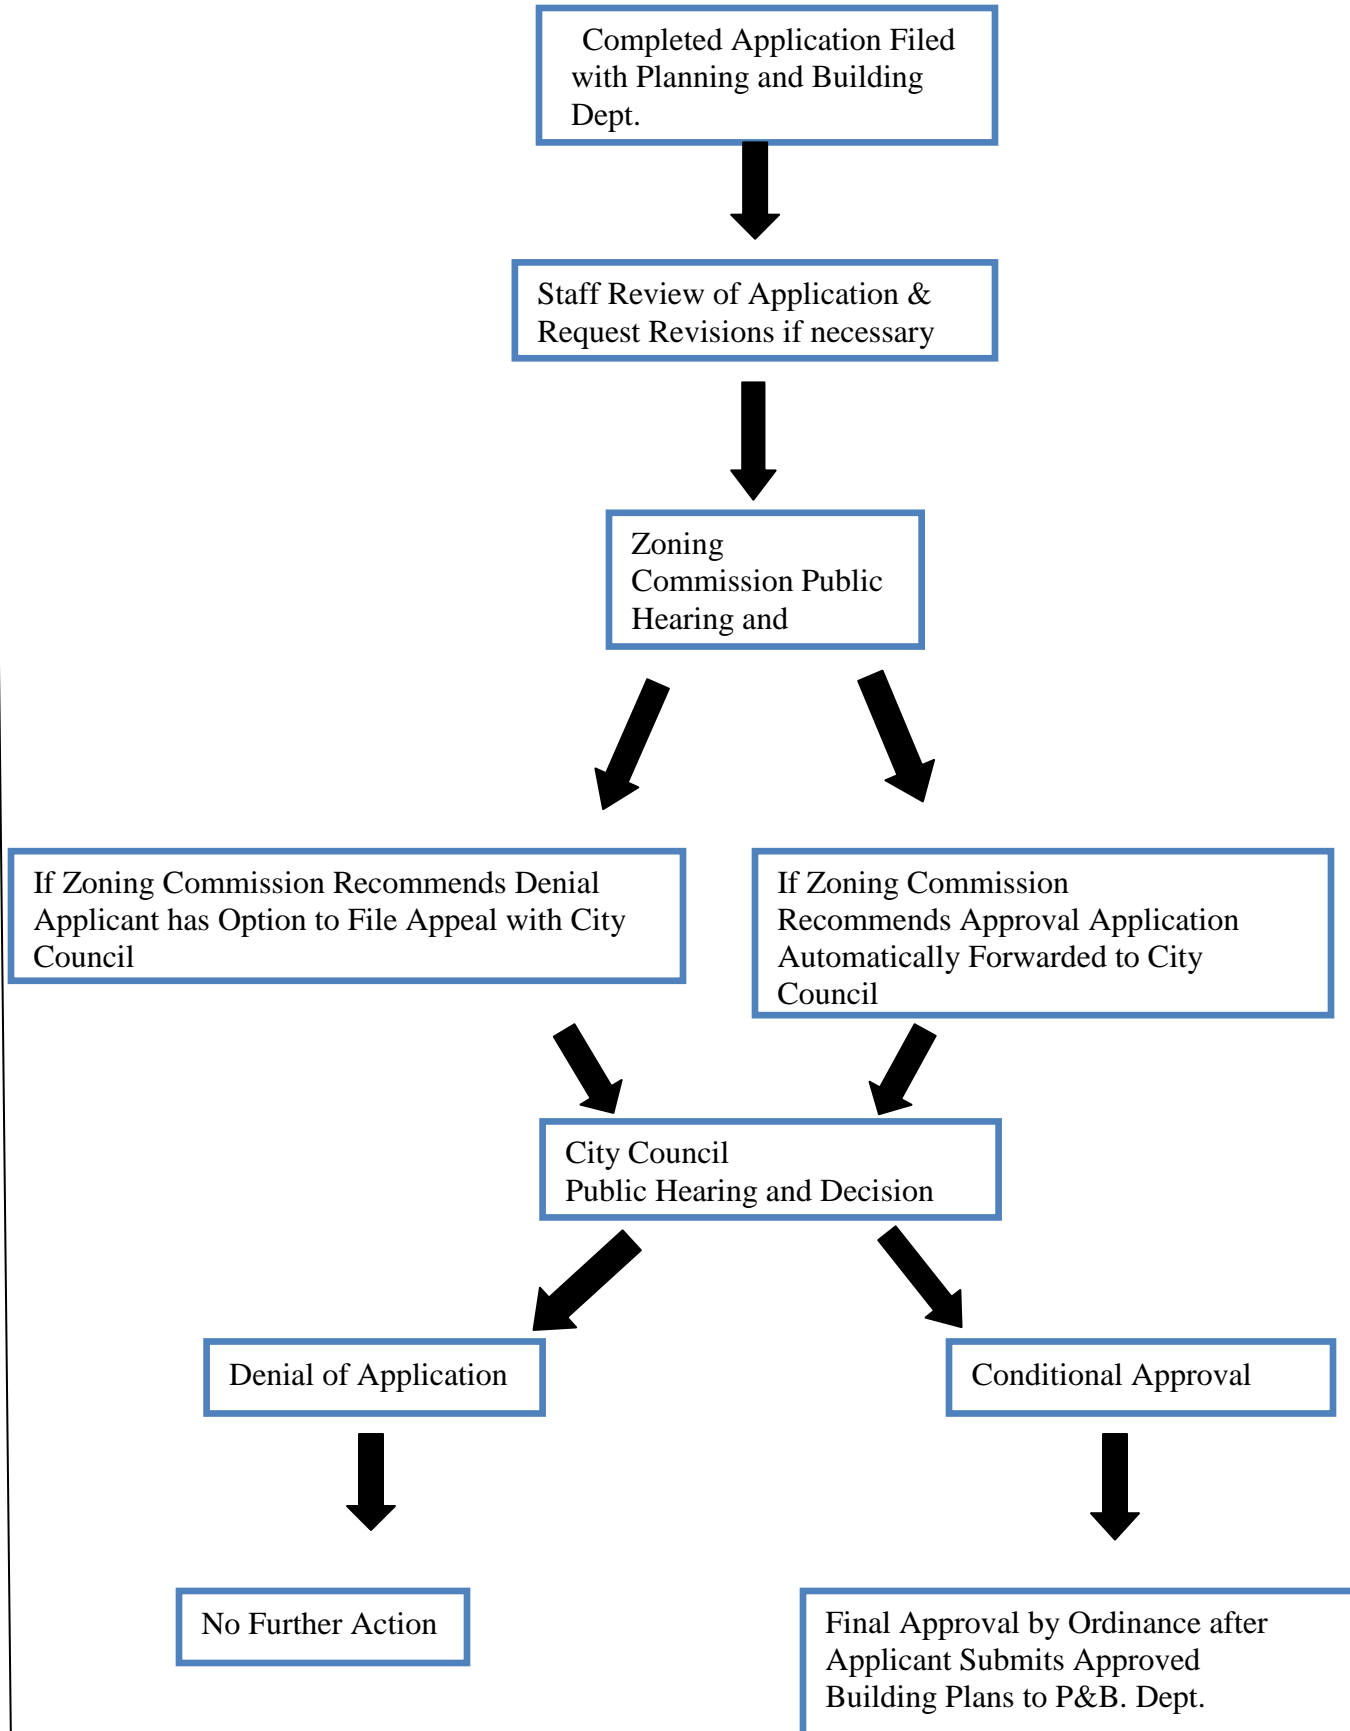 Completed Application Filed
with Planning and Building
Dept.
Staff Review of Application &
Request Revisions if necessary
Zoning
Commission Public
Hearing and
If Zoning Commission Recommends Denial
Applicant has Option to File Appeal with City
Council
If Zoning Commission
Recommends Approval Application
Automatically Forwarded to City
Council
City Council
Public Hearing and Decision
Denial of Application
Conditional Approval
No Further Action
Final Approval by Ordinance after
Applicant Submits Approved
Building Plans to P&B. Dept.